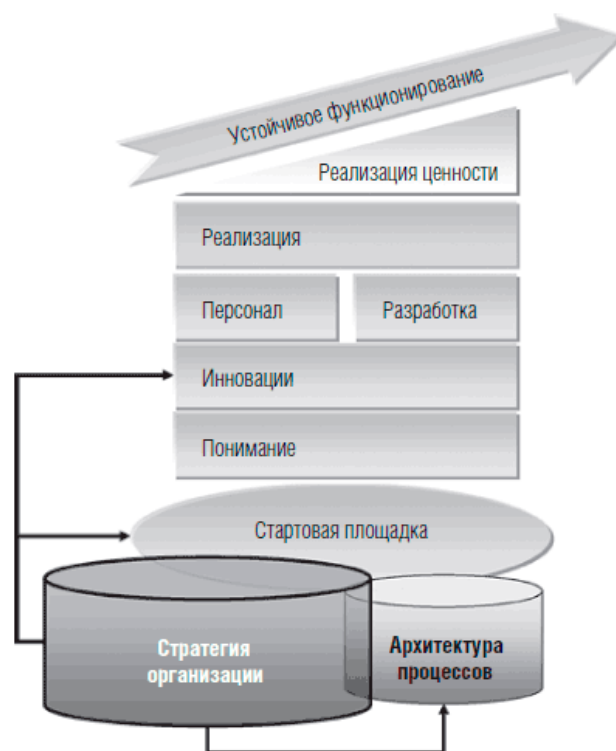 Устойчивое функционирование
Реализация ценности
Реализация
Персонал
Разработка
Инновации
Понимание
Стартовая площадка
Стратегия
организации
Архитектура
процессов